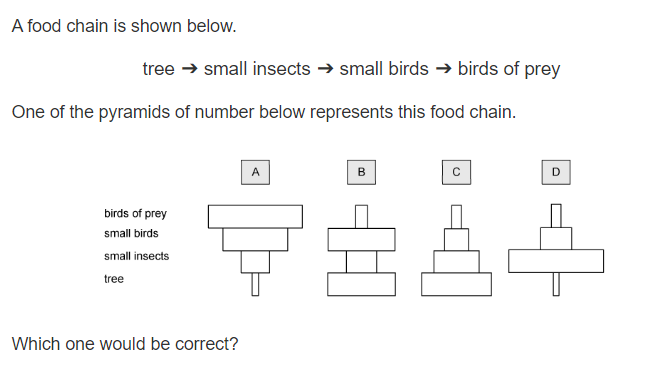 A food chain is shown below.
tree → small insects → small birds → birds of prey
One of the pyramids of number below represents this food chain.
A B C D
birds of prey
small birds
small insects
tree
Which one would be correct?